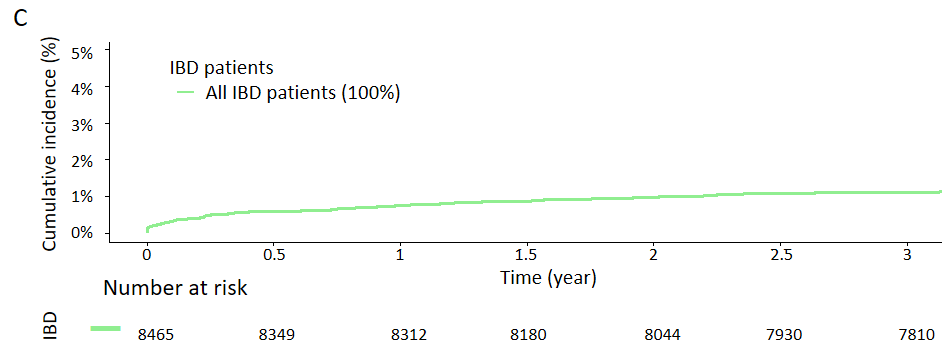 C
Cumulative incidence (%)
5%
4%
3%
2%
1%
0%
IBD patients
All IBD patients (100%)
0 0.5 1 1.5 2 2.5 3
Time (year)
Number at risk
IBD
8465 8349 8312 8180 8044 7930 7810